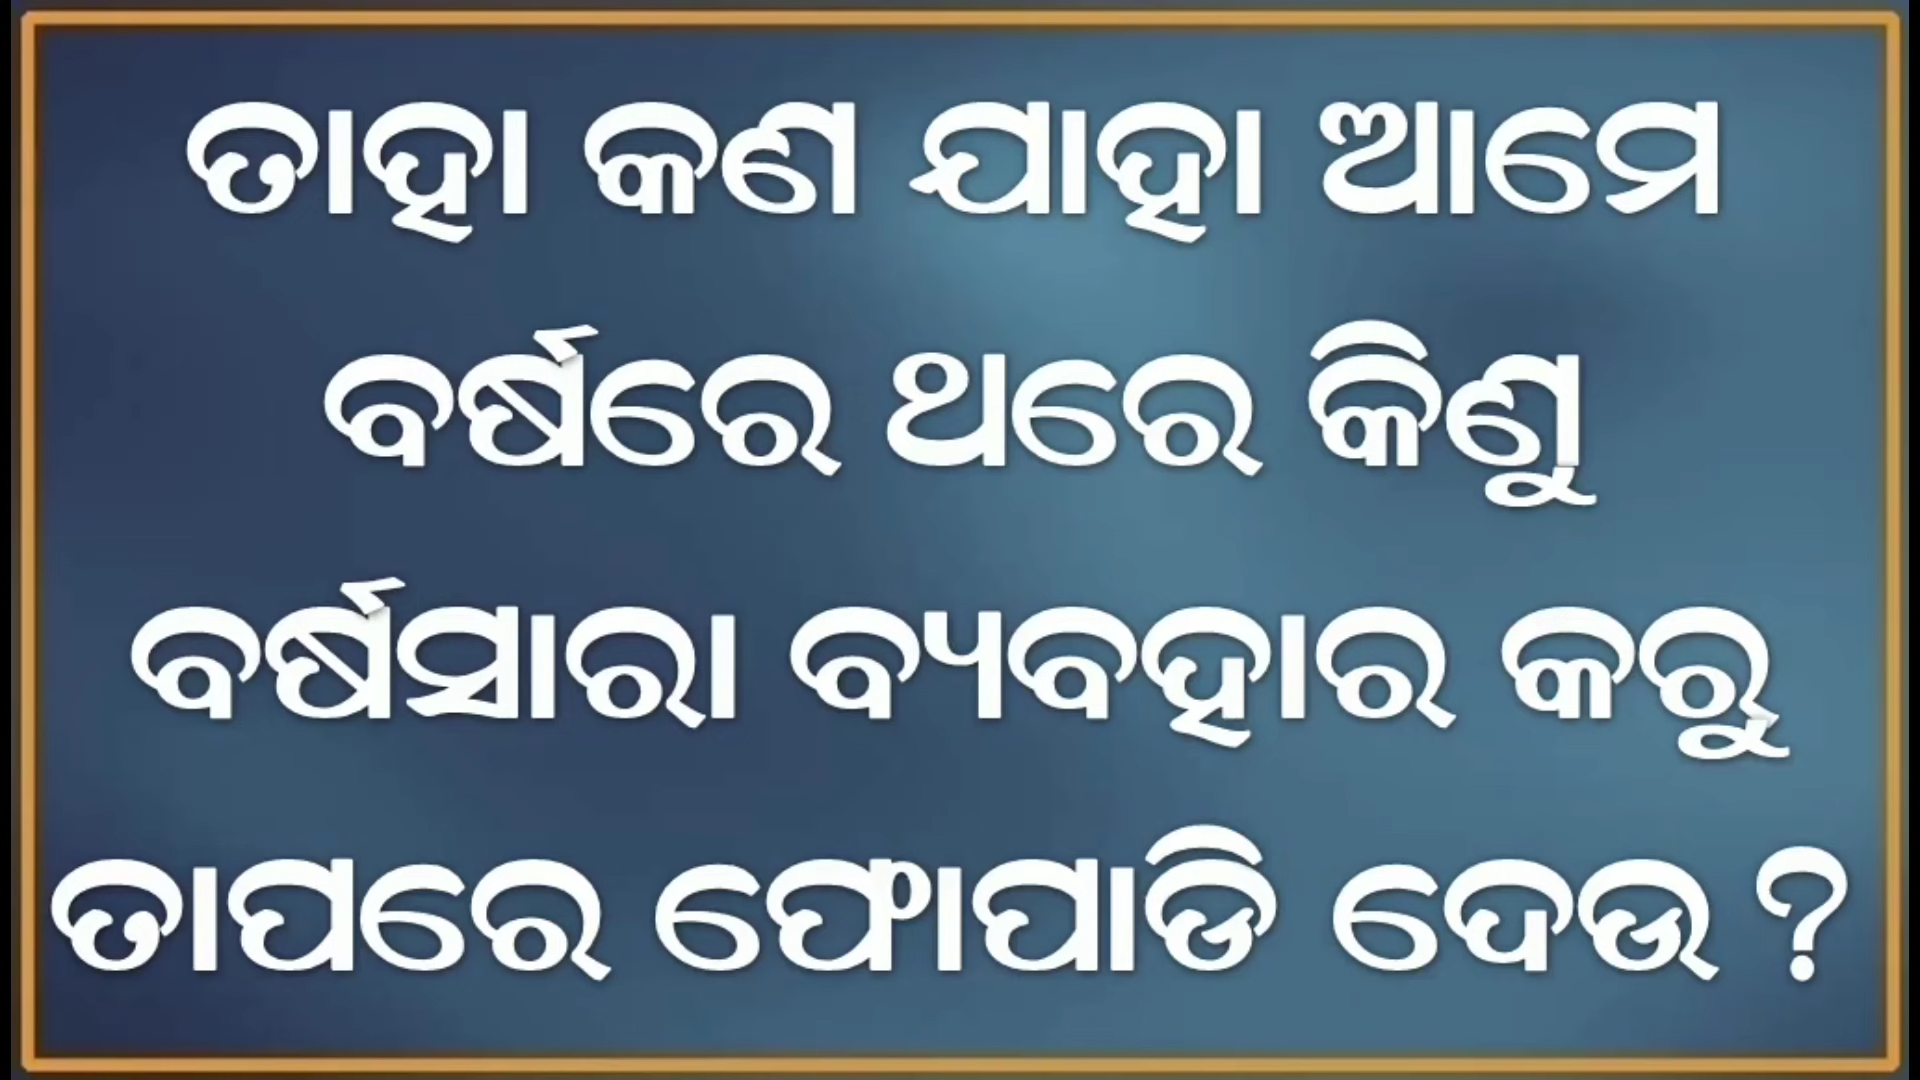 ତାହା କଣ ଯାହା ଆମେ
ବର୍ଷରେ ଥରେ କିଣୁ
ବର୍ଷସାରା ବ୍ୟବହାର କରୁ
ତାପରେ ଫୋପାଡି ଦେଉ ?